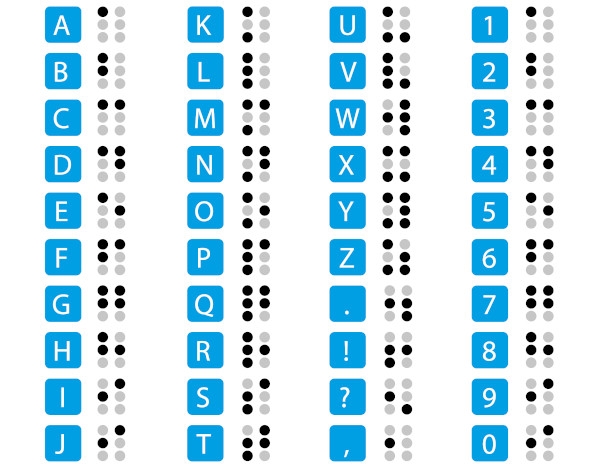 A K U 1
B L V 2
C M W 3
D N X 4
E O Y 5
F P Z 6
G Q . 7
H R ! 8
I S ? 9
J T , 0